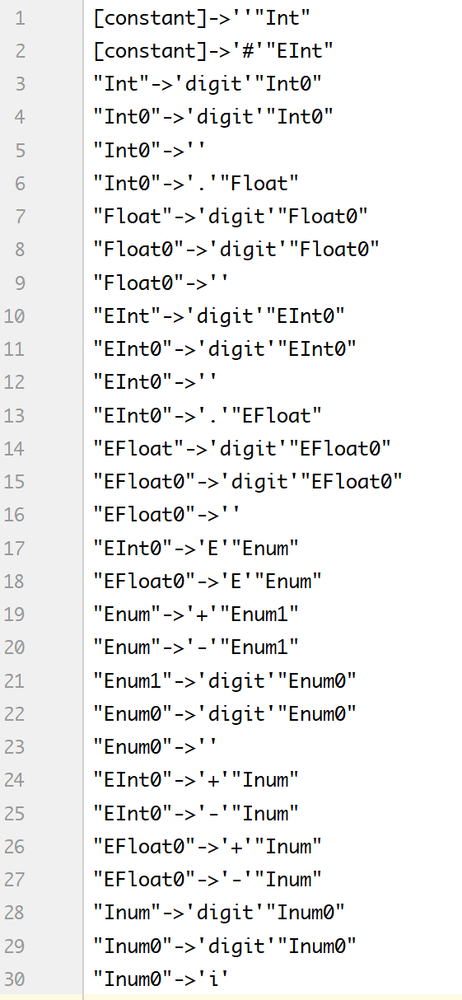 1 [constant]->''"Int"
2 [constant]->'#'"EInt"
3 "Int"->'digit'"Int0"
4 "Int0"->'digit'"Int0"
5 "Int0"->''
6 "Int0"->'.'"Float"
7 "Float"->'digit'"Float0"
8 "Float0"->'digit'"Float0"
9 "Float0"->''
10 "EInt"->'digit'"EInt0"
11 "EInt0"->'digit'"EInt0"
12 "EInt0"->''
13 "EInt0"->'.'"EFloat"
14 "EFloat"->'digit'"EFloat0"
15 "EFloat0"->'digit'"EFloat0"
16 "EFloat0"->''
17 "EInt0"->'E'"Enum"
18 "EFloat0"->'E'"Enum"
19 "Enum"->'+'"Enum1"
20 "Enum"->'-'"Enum1"
21 "Enum1"->'digit'"Enum0"
22 "Enum0"->'digit'"Enum0"
23 "Enum0"->''
24 "EInt0"->'+'"Inum"
25 "EInt0"->'-'"Inum"
26 "EFloat0"->'+'"Inum"
27 "EFloat0"->'-'"Inum"
28 "Inum"->'digit'"Inum0"
29 "Inum0"->'digit'"Inum0"
30 "Inum0"->'i'